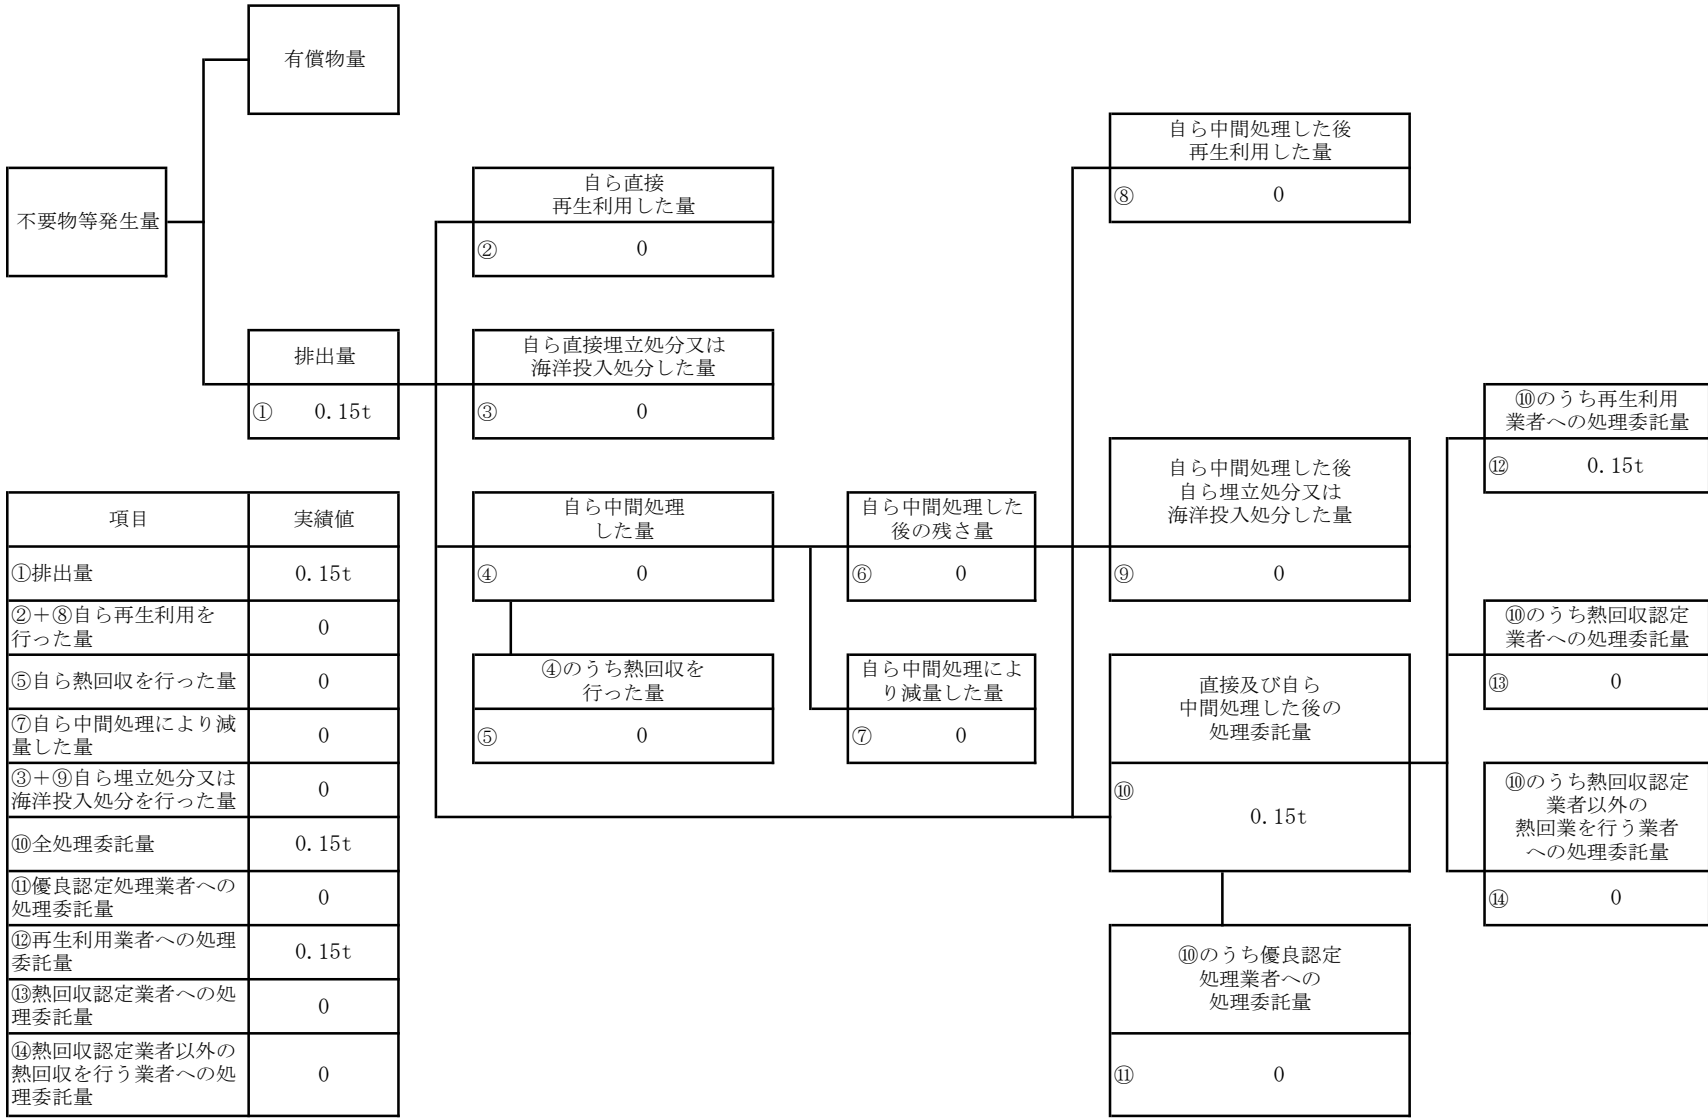 有償物量
不要物等発生量
排出量
① 0.15t
自ら直接
再生利用した量
② 0
自ら直接埋立処分又は
海洋投入処分した量
③ 0
自ら中間処理
した量
④ 0
④のうち熱回収を
行った量
⑤ 0
自ら中間処理した
後の残さ量
⑥ 0
自ら中間処理によ
り減量した量
⑦ 0
自ら中間処理した後
再生利用した量
⑧ 0
自ら中間処理した後
自ら埋立処分又は
海洋投入処分した量
⑨ 0
直接及び自ら
中間処理した後の
処理委託量
⑩
0.15t
⑩のうち優良認定
処理業者への
処理委託量
⑪ 0
⑩のうち再生利用
業者への処理委託量
⑫ 0.15t
⑩のうち熱回収認定
業者への処理委託量
⑬ 0
⑩のうち熱回収認定
業者以外の
熱回業を行う業者
への処理委託量
⑭ 0
項目 実績値
①排出量 0.15t
②＋⑧自ら再生利用を
行った量 0
⑤自ら熱回収を行った量 0
⑦自ら中間処理により減
量した量 0
③＋⑨自ら埋立処分又は
海洋投入処分を行った量 0
⑩全処理委託量 0.15t
⑪優良認定処理業者への
処理委託量 0
⑫再生利用業者への処理
委託量 0.15t
⑬熱回収認定業者への処
理委託量 0
⑭熱回収認定業者以外の
熱回収を行う業者への処 0
理委託量